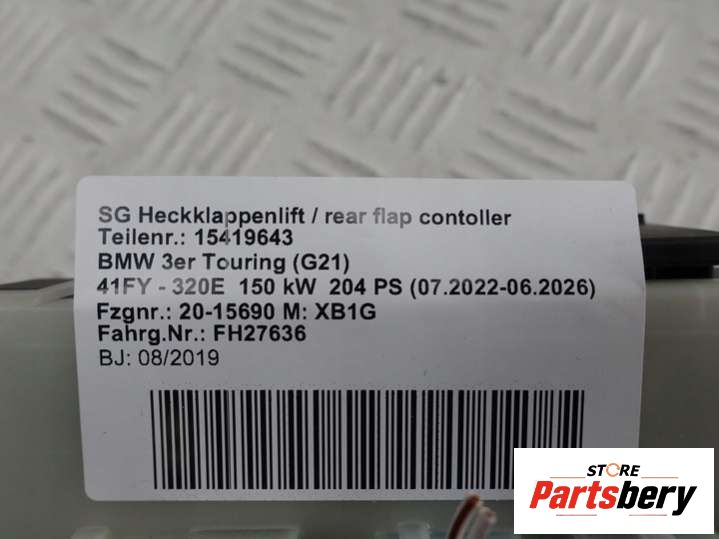 SG Heckklappenlift / rear flap contoller
Teilenr.: 15419643
BMW 3er Touring (G21)
41FY - 320E 150 kW 204 PS (07.2022-06.2026)
Fzgnr.: 20-15690 M: XB1G
Fahrg.Nr.: FH27636
BJ: 08/2019
STORE
Partsbery